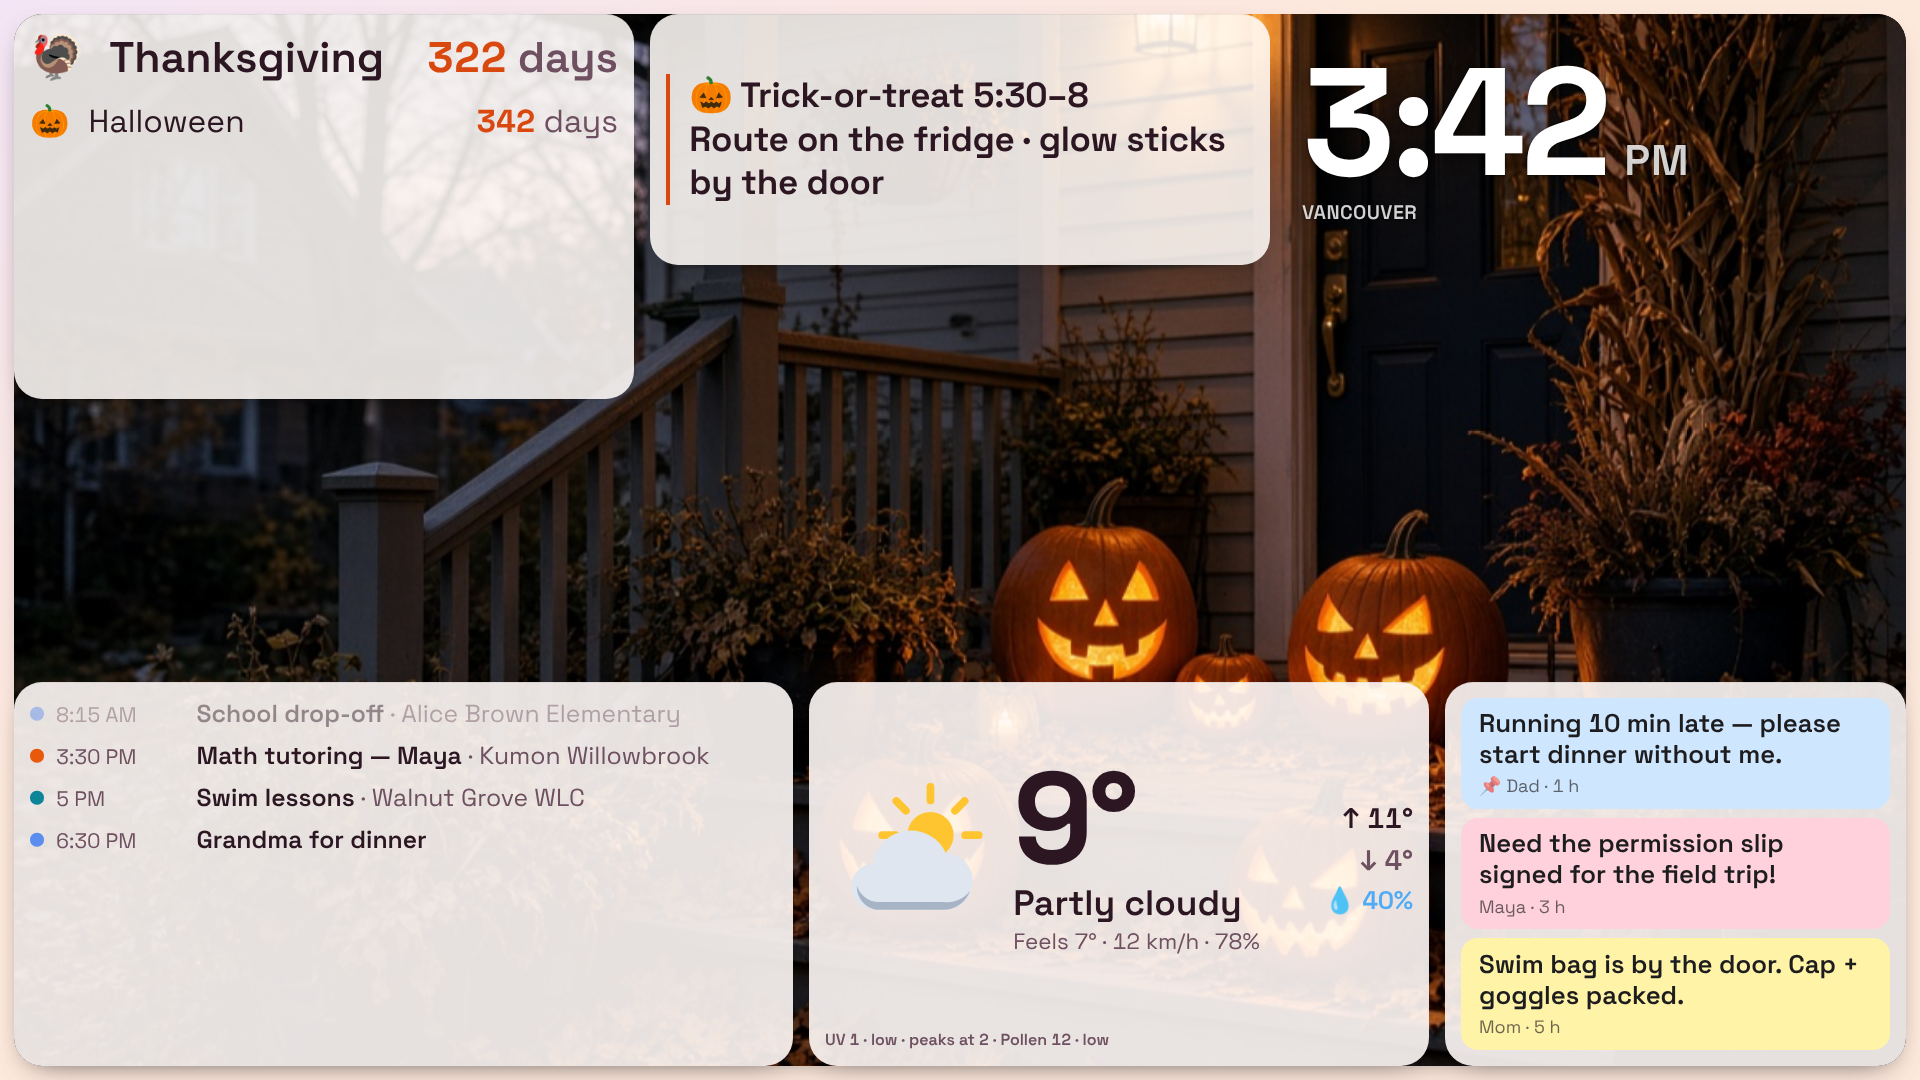 Thanksgiving 322 days
Halloween 342 days
🎃 Trick-or-treat 5:30–8
Route on the fridge · glow sticks
by the door
3:42 PM
VANCOUVER
8:15 AM School drop-off · Alice Brown Elementary
3:30 PM Math tutoring — Maya · Kumon Willowbrook
5 PM Swim lessons · Walnut Grove WLC
6:30 PM Grandma for dinner
9°
Partly cloudy
Feels 7° · 12 km/h · 78%
↑ 11°
↓ 4°
💧 40%
UV 1 · low · peaks at 2 · Pollen 12 · low
Running 10 min late — please
start dinner without me.
📌 Dad · 1 h
Need the permission slip
signed for the field trip!
Maya · 3 h
Swim bag is by the door. Cap +
goggles packed.
Mom · 5 h